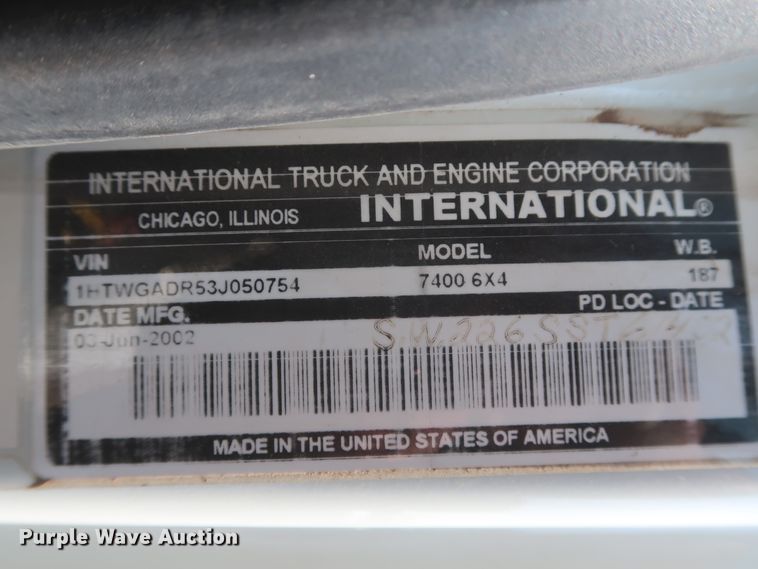 INTERNATIONAL TRUCK AND ENGINE CORPORATION
CHICAGO, ILLINOIS INTERNATIONAL®
VIN MODEL W.B.
1HTWGADR53J050754 7400 6X4 187
DATE MFG. PD LOC - DATE
03-Jun-2002
MADE IN THE UNITED STATES OF AMERICA
Purple Wave Auction